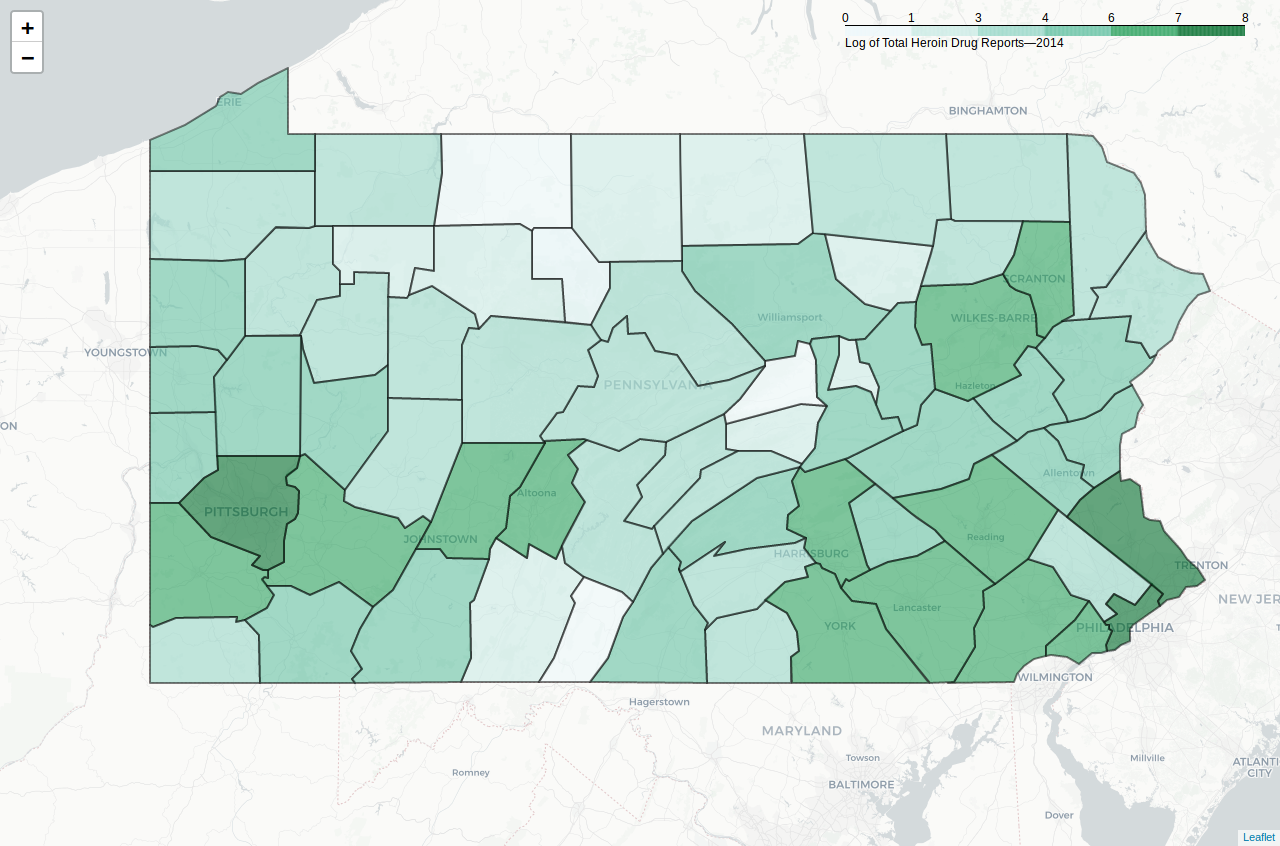 +
−
0 1 3 4 6 7 8
Log of Total Heroin Drug Reports—2014
ERIE
BINGHAMTON
SCRANTON
Williamsport
WILKES-BARRE
YOUNGSTOWN
PENNSYLVANIA
Hazleton
ON
Allentown
Altoona
PITTSBURGH
Reading
JOHNSTOWN
HARRISBURG
TRENTON
NEW JER
Lancaster
YORK
PHILADELPHIA
WILMINGTON
Hagerstown
MARYLAND
Towson
Millville
ATLANTI
CITY
Romney
BALTIMORE
Dover
Leaflet